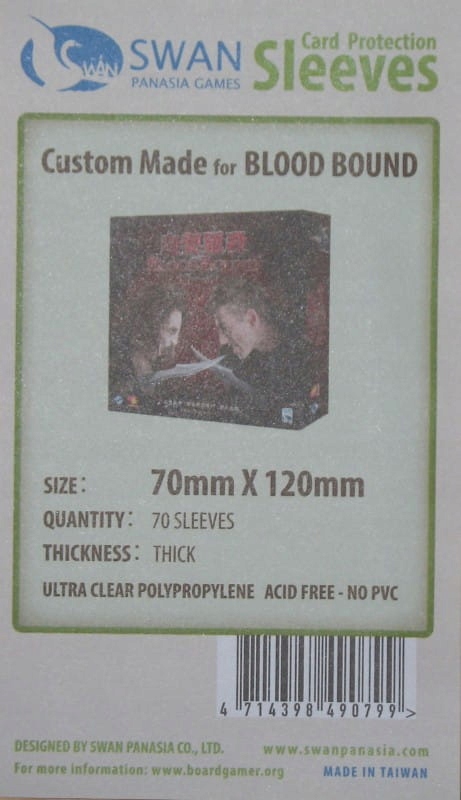 SWAN
PANASIA GAMES
Card Protection
Sleeves
Custom Made for BLOOD BOUND
SIZE: 70mm X 120mm
QUANTITY: 70 SLEEVES
THICKNESS: THICK
ULTRA CLEAR POLYPROPYLENE ACID FREE - NO PVC
4 714398 490799 >
DESIGNED BY SWAN PANASIA CO., LTD. www.swanpanasia.com
For more information: www.boardgamer.org MADE IN TAIWAN